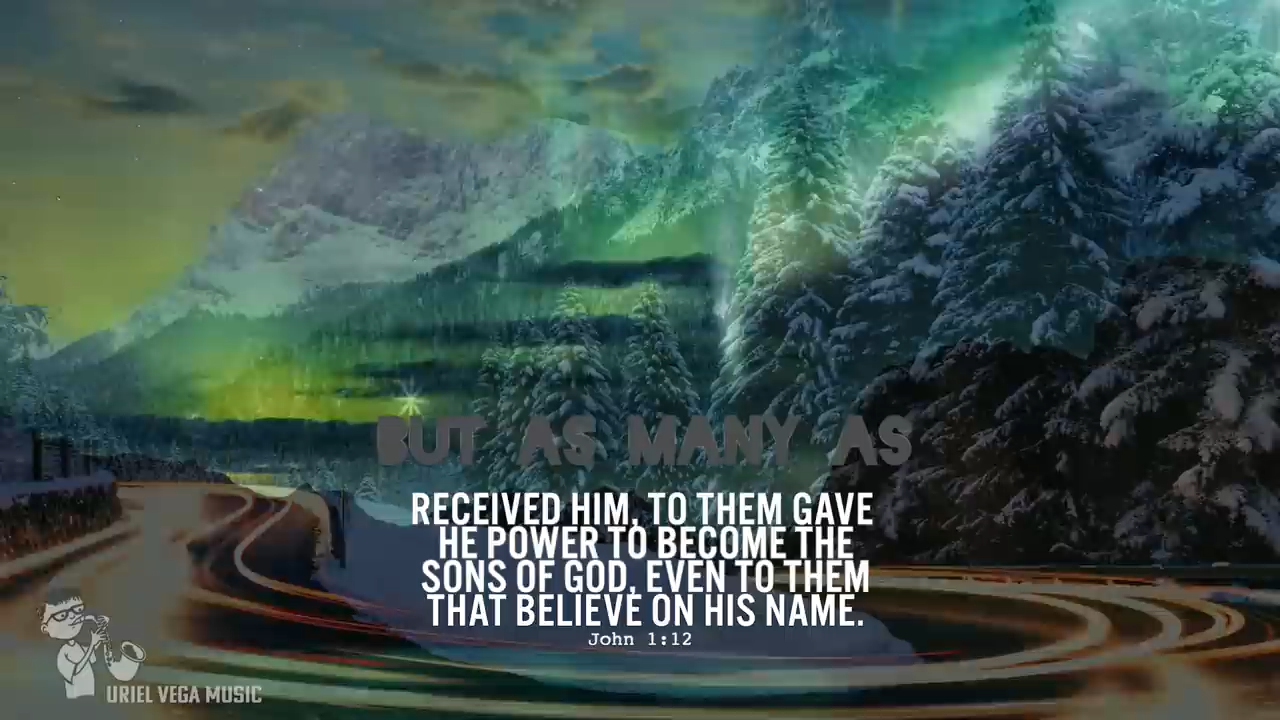 BUT AS MANY AS
RECEIVED HIM, TO THEM GAVE
HE POWER TO BECOME THE
SONS OF GOD, EVEN TO THEM
THAT BELIEVE ON HIS NAME.
John 1:12
URIEL VEGA MUSIC